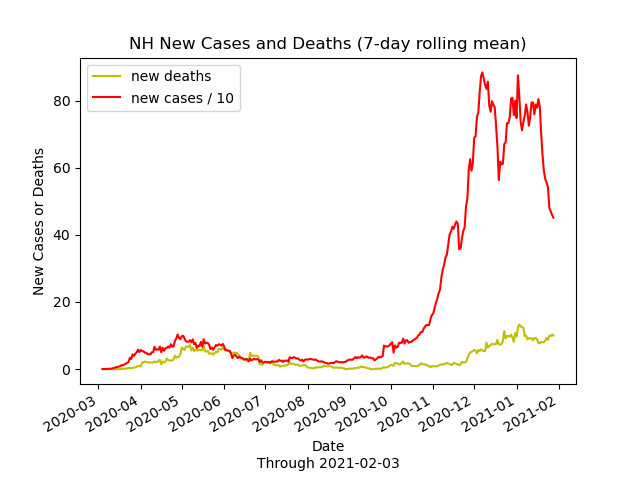 NH New Cases and Deaths (7-day rolling mean)
new deaths
new cases / 10
80
60
40
20
0
New Cases or Deaths
2020-03
2020-04
2020-05
2020-06
2020-07
2020-08
2020-09
2020-10
2020-11
2020-12
2021-01
2021-02
Date
Through 2021-02-03